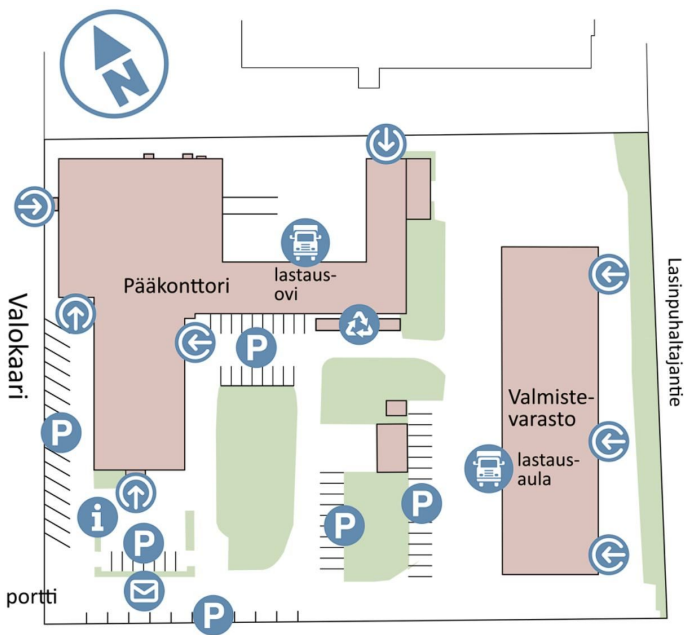 N
Pääkonttori
lastaus-
ovi
Valokaari
P
P
Valmiste-
varasto
lastaus-
aula
Lasinpuhaltajantie
i
P
P
P
portti
P